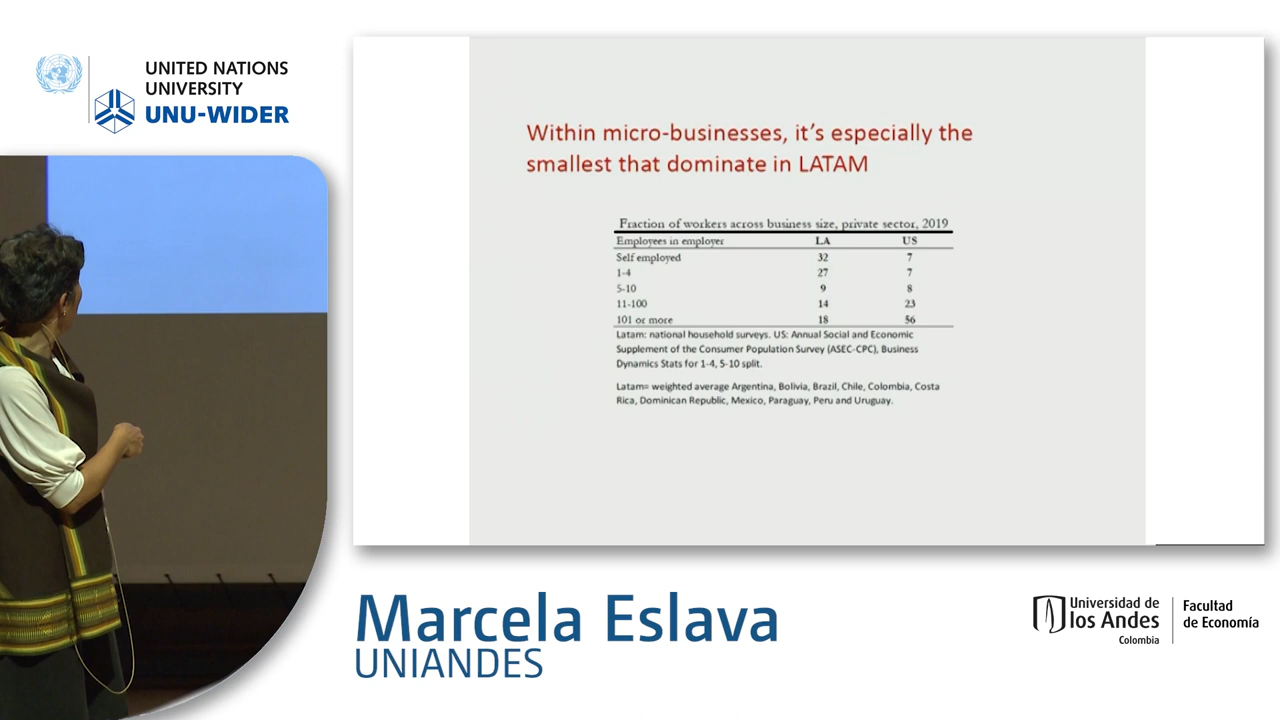 UNITED NATIONS
UNIVERSITY
UNU-WIDER
Within micro-businesses, it's especially the
smallest that dominate in LATAM
Fraction of workers across business size, private sector, 2019
Employees in employer LA US
Self employed 32 7
1-4 27 7
5-10 9 8
11-100 14 23
101 or more 18 56
Latam: national household surveys. US: Annual Social and Economic
Supplement of the Consumer Population Survey (ASEC-CPC), Business
Dynamics Stats for 1-4, 5-10 split.
Latam= weighted average Argentina, Bolivia, Brazil, Chile, Colombia, Costa
Rica, Dominican Republic, Mexico, Paraguay, Peru and Uruguay.
Marcela Eslava
UNIANDES
Universidad de
los Andes
Colombia
Facultad
de Economía